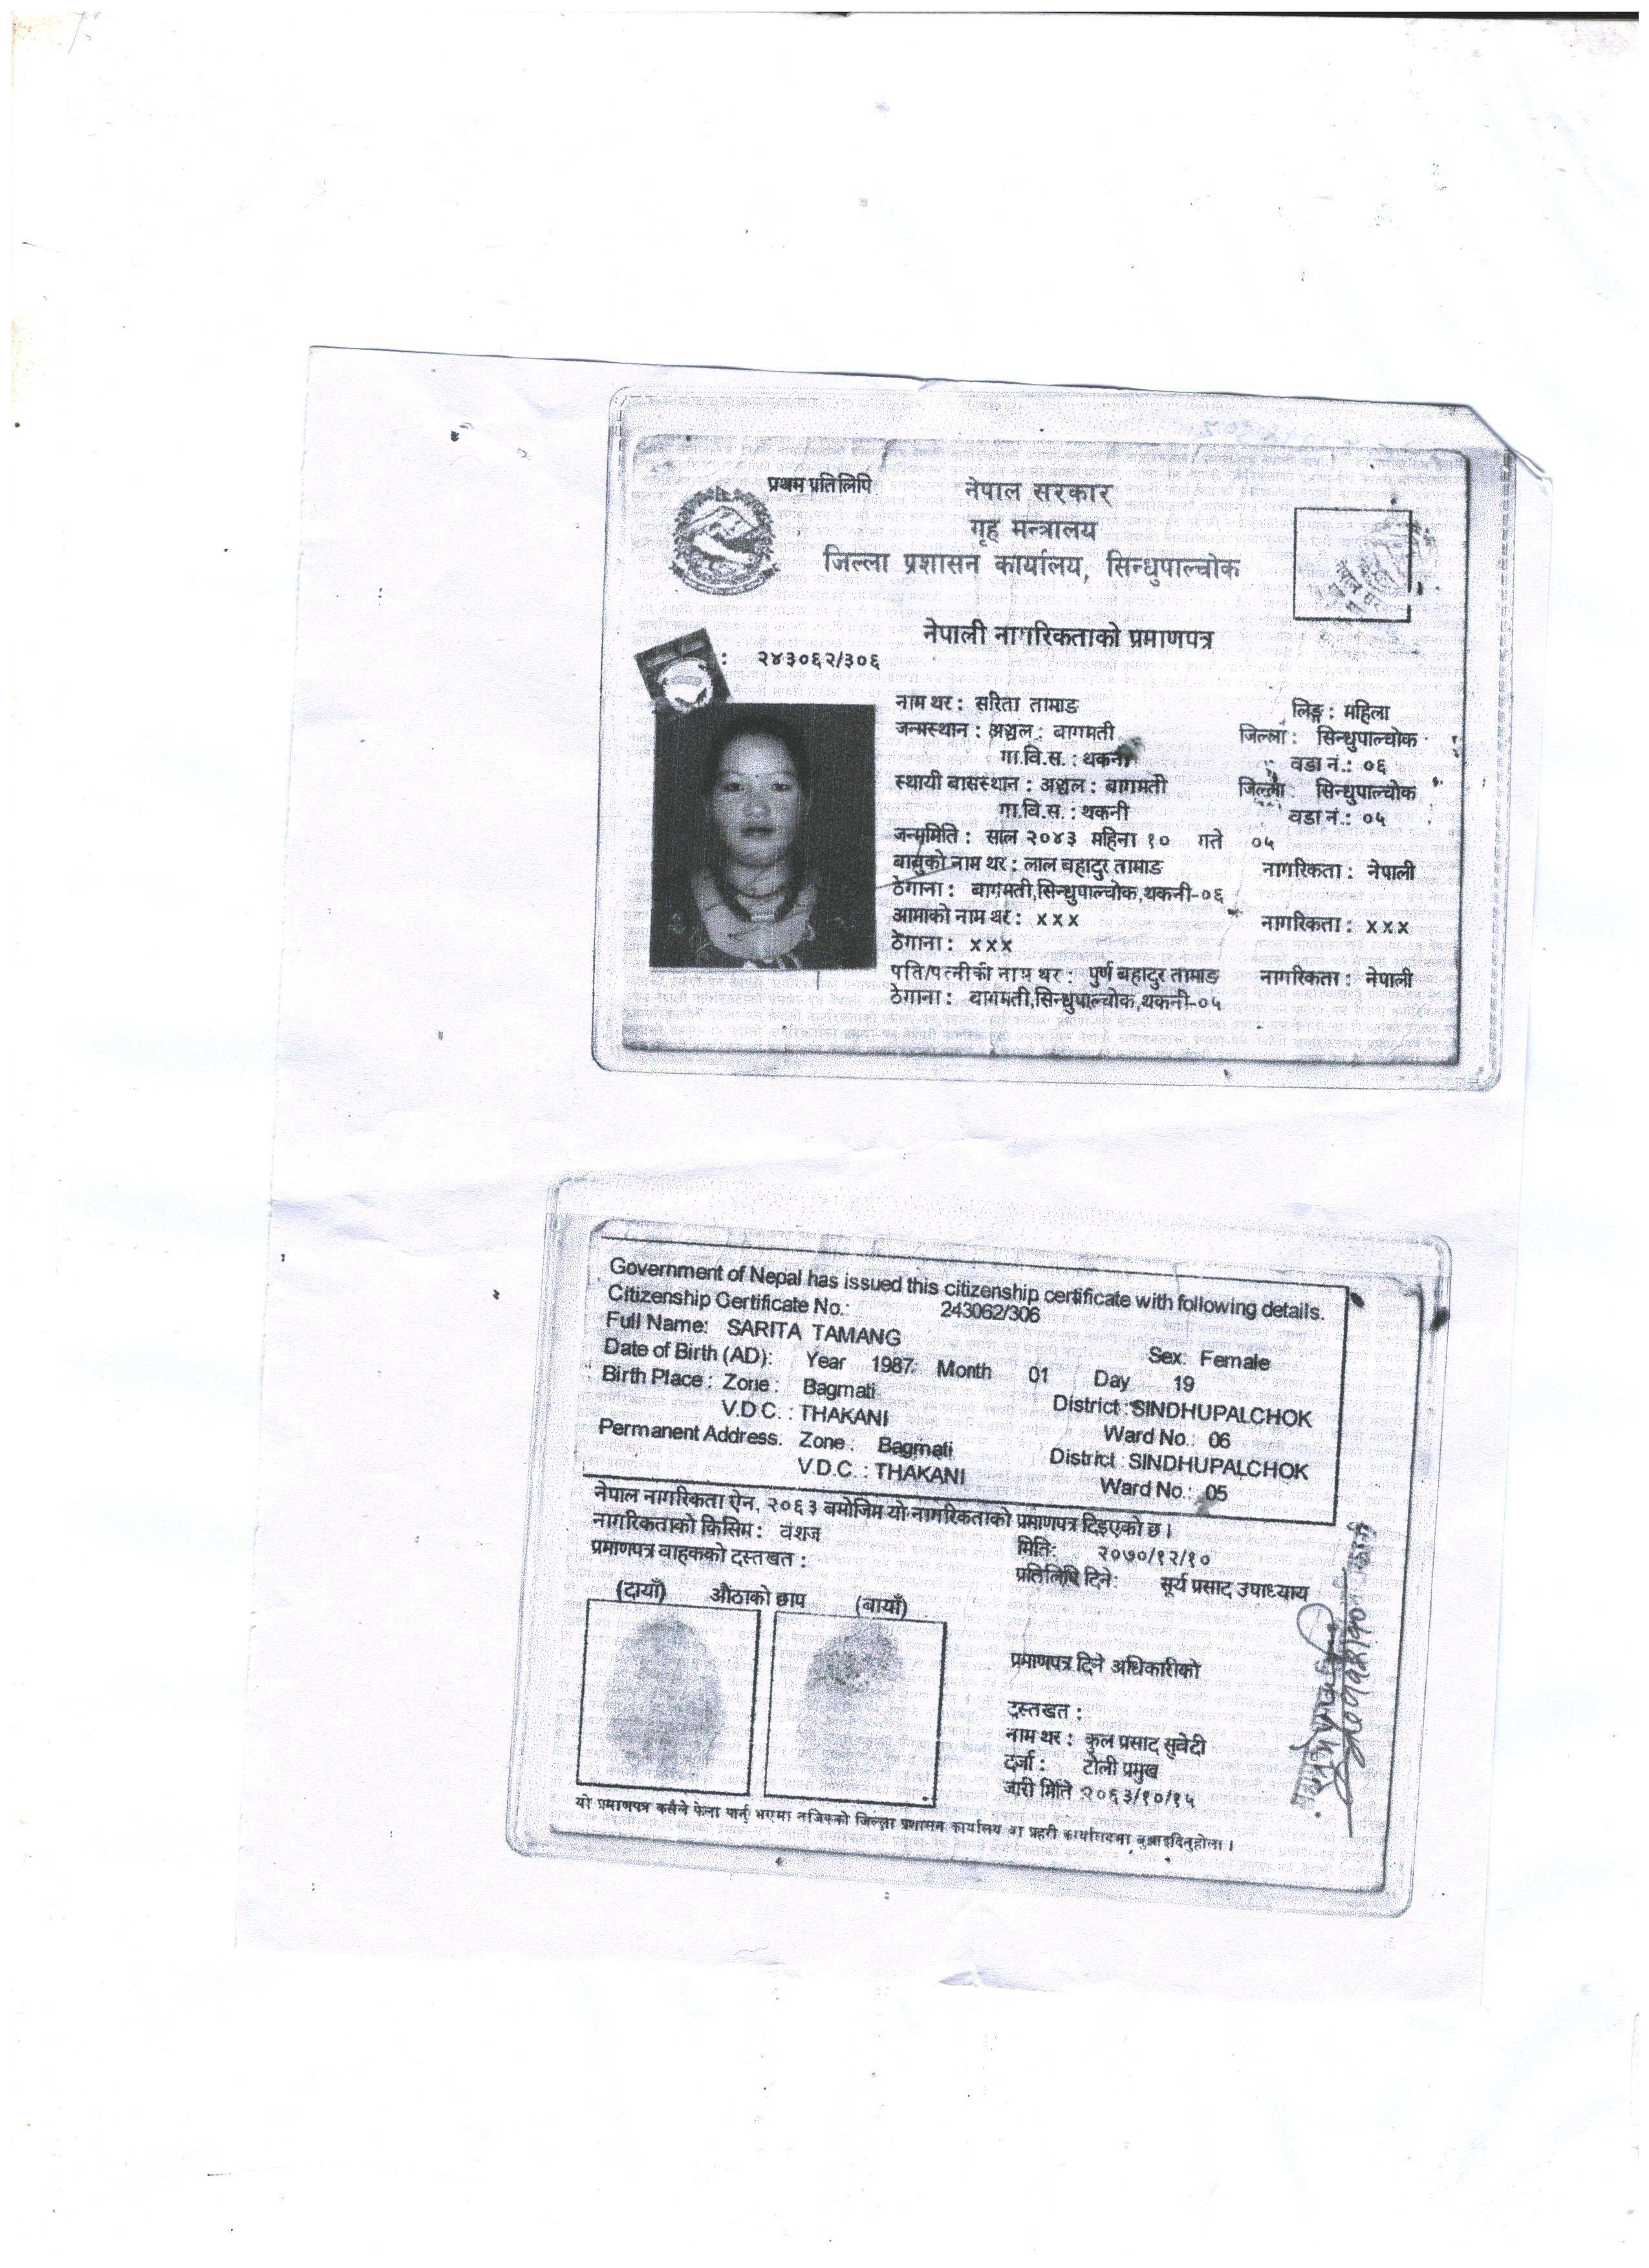 प्रथम प्रतिलिपि
नेपाल सरकार
गृह मन्त्रालय
जिल्ला प्रशासन कार्यालय, सिन्धुपाल्चोक
नेपाली नागरिकताको प्रमाणपत्र
: २४३०६२/३०६
नाम थर : सरिता तामाङ लिङ्ग : महिला
जन्मस्थान : अञ्चल : बागमती जिल्ला : सिन्धुपाल्चोक
गा.वि.स. : थकनी वडा नं.: ०६
स्थायी बासस्थान : अञ्चल : बागमती जिल्ला सिन्धुपाल्चोक
गा.वि.स. : थकनी वडा नं.: ०५
जन्ममिति : साल २०४३ महिना १० गते ०५
बाबुको नाम थर : लाल बहादुर तामाङ नागरिकता : नेपाली
ठेगाना : बागमती,सिन्धुपाल्चोक,थकनी-०६
आमाको नाम थर : xxx नागरिकता : xxx
ठेगाना : xxx
पति/पत्नीको नाम थर : पुर्ण बहादुर तामाङ नागरिकता : नेपाली
ठेगाना : बागमती,सिन्धुपाल्चोक,थकनी-०५
Government of Nepal has issued this citizenship certificate with following details.
Citizenship Certificate No.: 243062/306
Full Name: SARITA TAMANG Sex: Female
Date of Birth (AD): Year 1987 Month 01 Day 19
Birth Place : Zone : Bagmati District : SINDHUPALCHOK
V.D.C. : THAKANI Ward No.: 06
Permanent Address. Zone : Bagmati District : SINDHUPALCHOK
V.D.C. : THAKANI Ward No.: 05
नेपाल नागरिकता ऐन, २०६३ बमोजिम यो नागरिकताको प्रमाणपत्र दिइएको छ ।
नागरिकताको किसिम : वंशज मिति: २०७०/१२/१०
प्रमाणपत्र वाहकको दस्तखत : प्रतिलिपि दिने: सूर्य प्रसाद उपाध्याय
(दायाँ) औंठाको छाप (बायाँ)
प्रमाणपत्र दिने अधिकारीको
दस्तखत :
नाम थर : कुल प्रसाद सुवेदी
दर्जा : टोली प्रमुख
जारी मिति २०६३/१०/१५
यो प्रमाणपत्र कसैले फेला पार्नु भएमा नजिकको जिल्ला प्रशासन कार्यालय वा प्रहरी कार्यालयमा बुझाइदिनुहोला ।